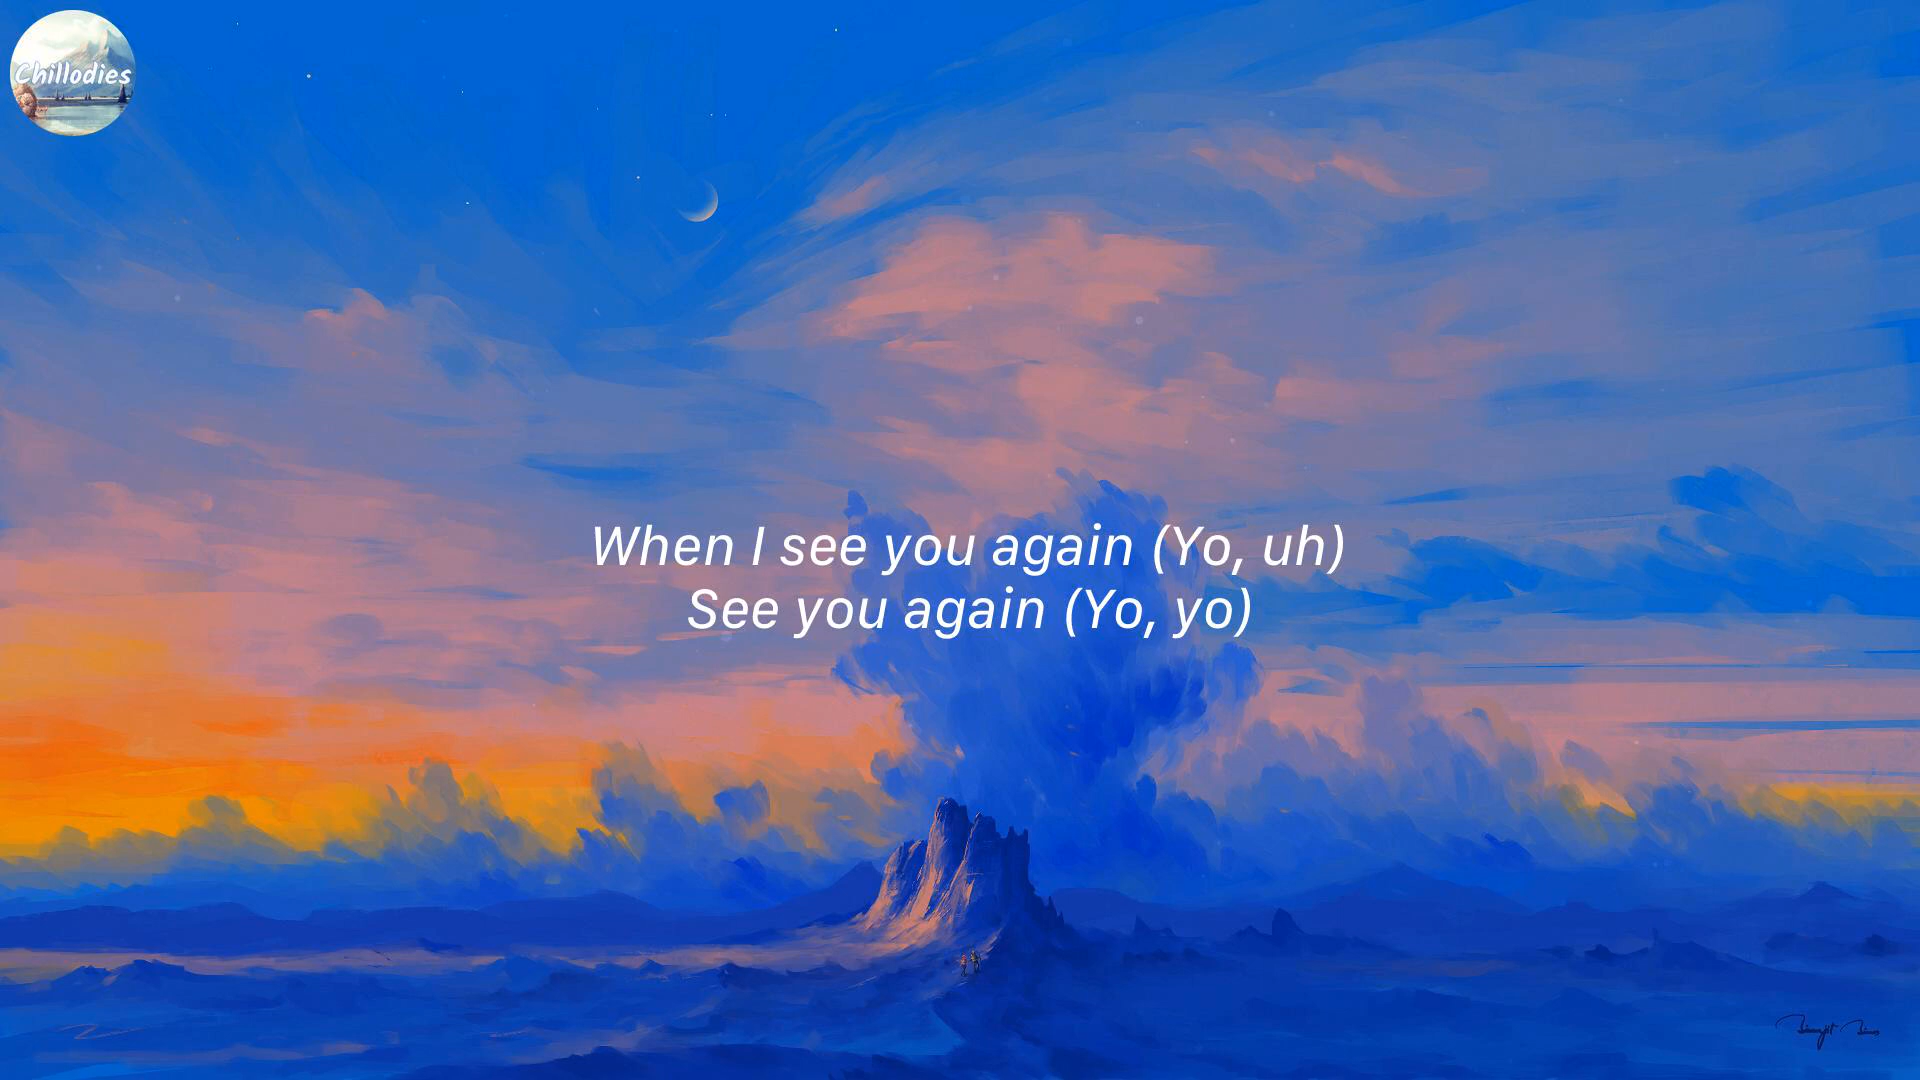 Chillodies
When I see you again (Yo, uh)
See you again (Yo, yo)